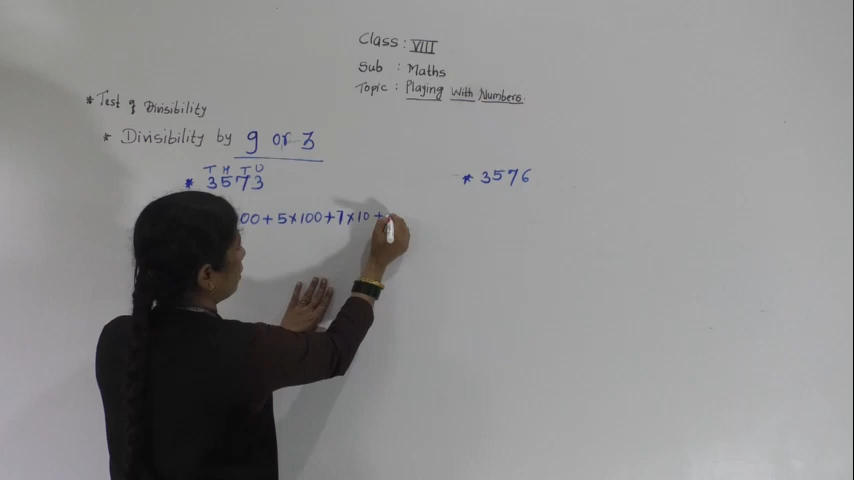 Class : VIII
Sub : Maths
Topic : Playing With Numbers.
* Test of Divisibility
* Divisibility by 9 or 3
T H T U
* 3573
* 3576
00 + 5 × 100 + 7 × 10 +